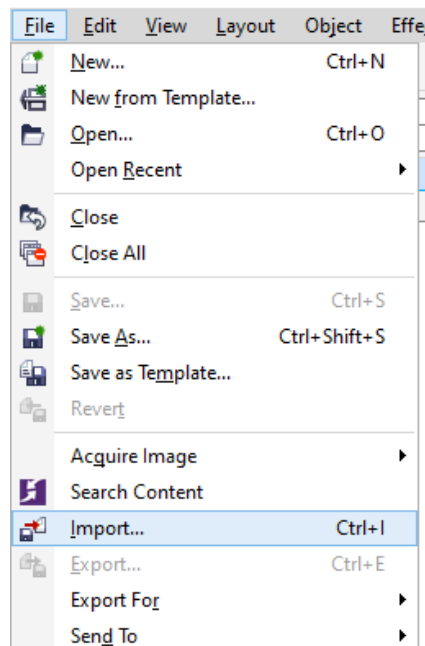 File Edit View Layout Object Effe
New... Ctrl+N
New from Template...
Open... Ctrl+O
Open Recent
Close
Close All
Save... Ctrl+S
Save As... Ctrl+Shift+S
Save as Template...
Revert
Acquire Image
Search Content
Import... Ctrl+I
Export... Ctrl+E
Export For
Send To